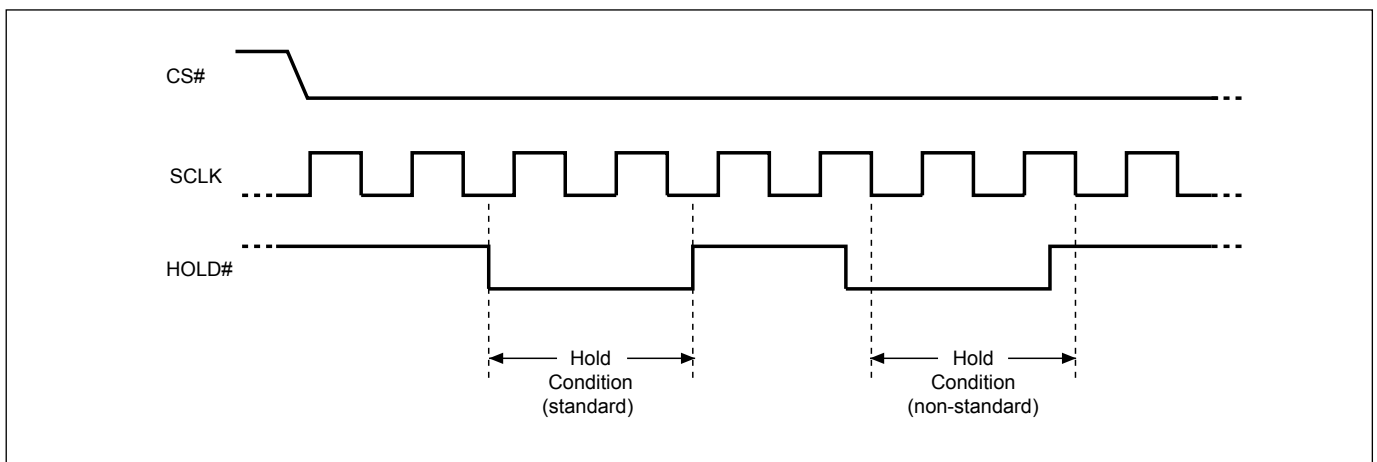 CS#
SCLK
HOLD#
Hold
Condition
(standard)
Hold
Condition
(non-standard)